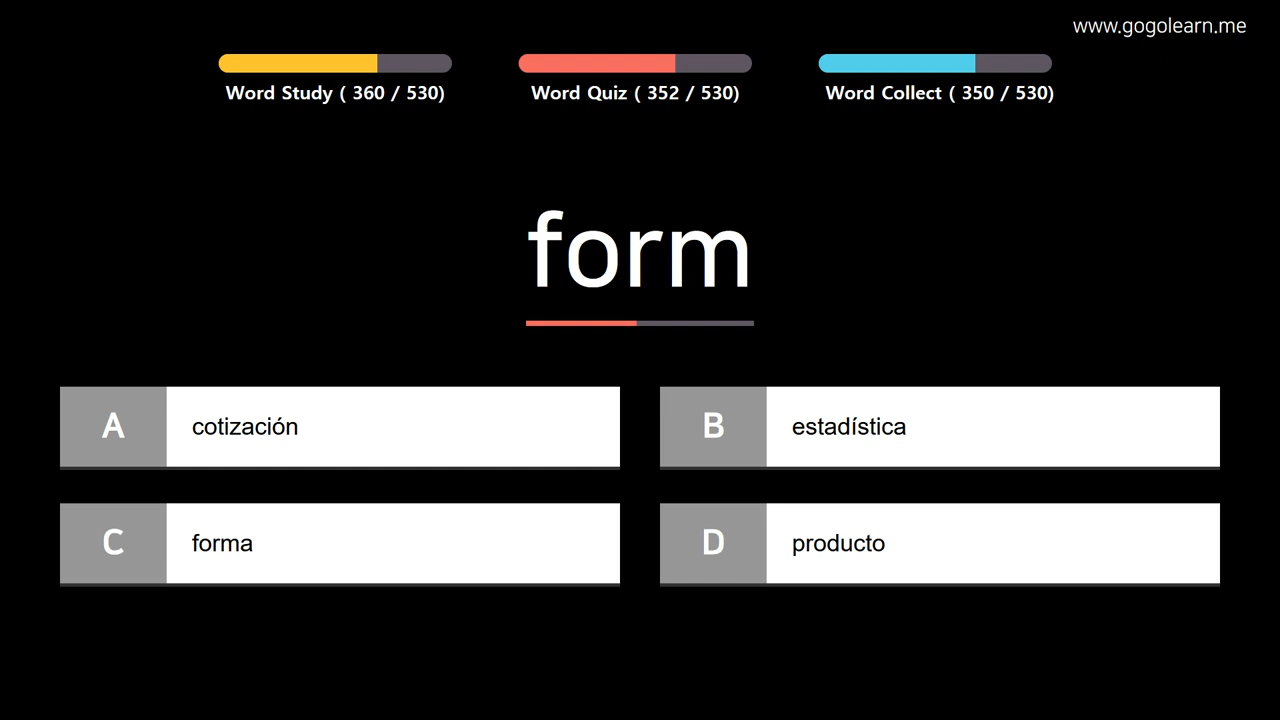 www.gogolearn.me
Word Study ( 360 / 530)
Word Quiz ( 352 / 530)
Word Collect ( 350 / 530)
form
A cotización
B estadística
C forma
D producto